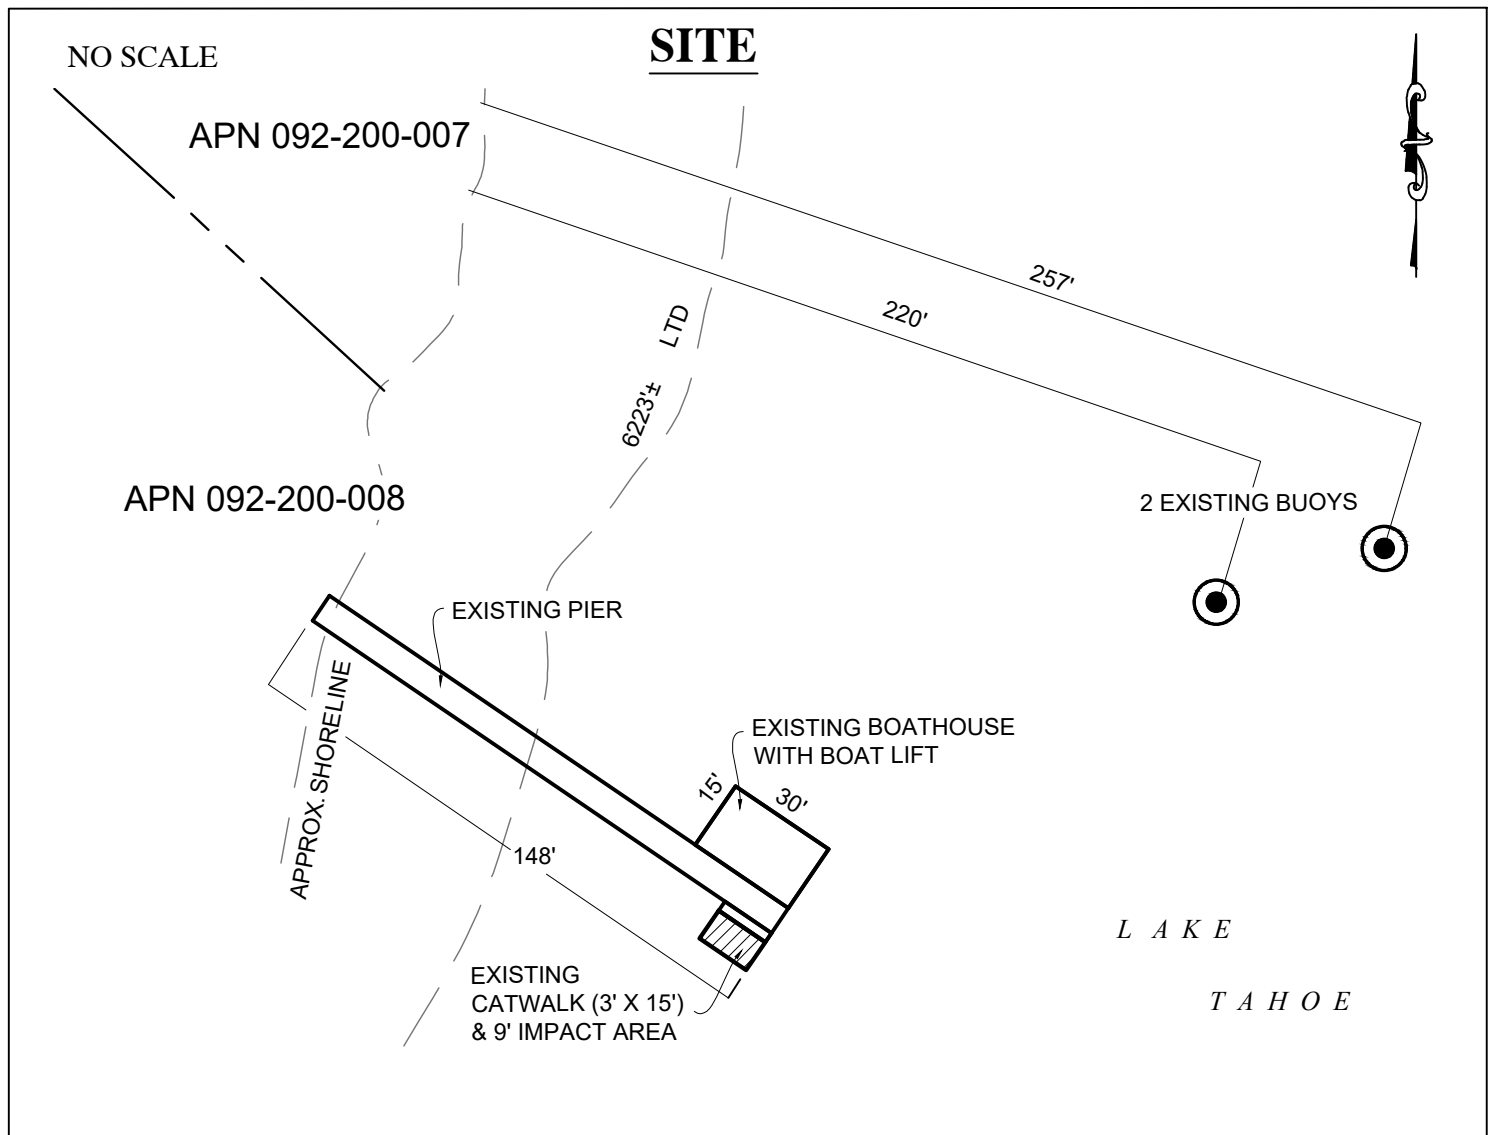 NO SCALE
SITE
APN 092-200-007
257'
220'
LTD
6223'±
APN 092-200-008
2 EXISTING BUOYS
EXISTING PIER
APPROX. SHORELINE
EXISTING BOATHOUSE
WITH BOAT LIFT
15'
30'
148'
LAKE
TAHOE
EXISTING
CATWALK (3' X 15')
& 9' IMPACT AREA